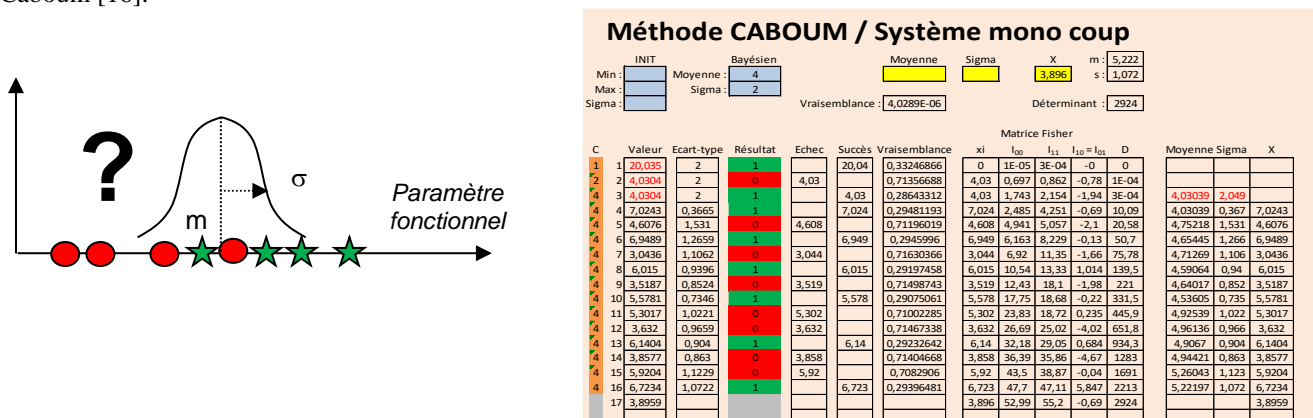 ?
m
σ
Paramètre
fonctionnel
Méthode CABOUM / Système mono coup
INIT Bayésien Moyenne Sigma X m : 5,222
Min : Moyenne : 4 3,896 s : 1,072
Max : Sigma : 2
Sigma : Vraisemblance : 4,0289E-06 Déterminant : 2924
Matrice Fisher
C Valeur Ecart-type Résultat Echec Succès Vraisemblance xi I₀₀ I₁₁ I₁₀ = I₀₁ D Moyenne Sigma X
1 1 20,035 2 1 20,04 0,33246866 0 1E-05 3E-04 -0 0
2 2 4,0304 2 0 4,03 0,71356688 4,03 0,697 0,862 -0,78 1E-04
4 3 4,0304 2 1 4,03 0,28643312 4,03 1,743 2,154 -1,94 3E-04 4,03039 2,049
4 4 7,0243 0,3665 1 7,024 0,29481193 7,024 2,485 4,251 -0,69 10,09 4,03039 0,367 7,0243
4 5 4,6076 1,531 0 4,608 0,71196019 4,608 4,941 5,057 -2,1 20,58 4,75218 1,531 4,6076
4 6 6,9489 1,2659 1 6,949 0,2945996 6,949 6,163 8,229 -0,13 50,7 4,65445 1,266 6,9489
4 7 3,0436 1,1062 0 3,044 0,71630366 3,044 6,92 11,35 -1,66 75,78 4,71269 1,106 3,0436
4 8 6,015 0,9396 1 6,015 0,29197458 6,015 10,54 13,33 1,014 139,5 4,59064 0,94 6,015
4 9 3,5187 0,8524 0 3,519 0,71498743 3,519 12,43 18,1 -1,98 221 4,64017 0,852 3,5187
4 10 5,5781 0,7346 1 5,578 0,29075061 5,578 17,75 18,68 -0,22 331,5 4,53605 0,735 5,5781
4 11 5,3017 1,0221 0 5,302 0,71002285 5,302 23,83 18,72 0,235 445,9 4,92539 1,022 5,3017
4 12 3,632 0,9659 0 3,632 0,71467338 3,632 26,69 25,02 -4,02 651,8 4,96136 0,966 3,632
4 13 6,1404 0,904 1 6,14 0,29232642 6,14 32,18 29,05 0,684 934,3 4,9067 0,904 6,1404
4 14 3,8577 0,863 0 3,858 0,71404668 3,858 36,39 35,86 -4,67 1283 4,94421 0,863 3,8577
4 15 5,9204 1,1229 0 5,92 0,7082906 5,92 43,5 38,87 -0,04 1691 5,26043 1,123 5,9204
4 16 6,7234 1,0722 1 6,723 0,29396481 6,723 47,7 47,11 5,847 2213 5,22197 1,072 6,7234
17 3,8959 3,896 52,99 55,2 -0,69 2924 3,8959